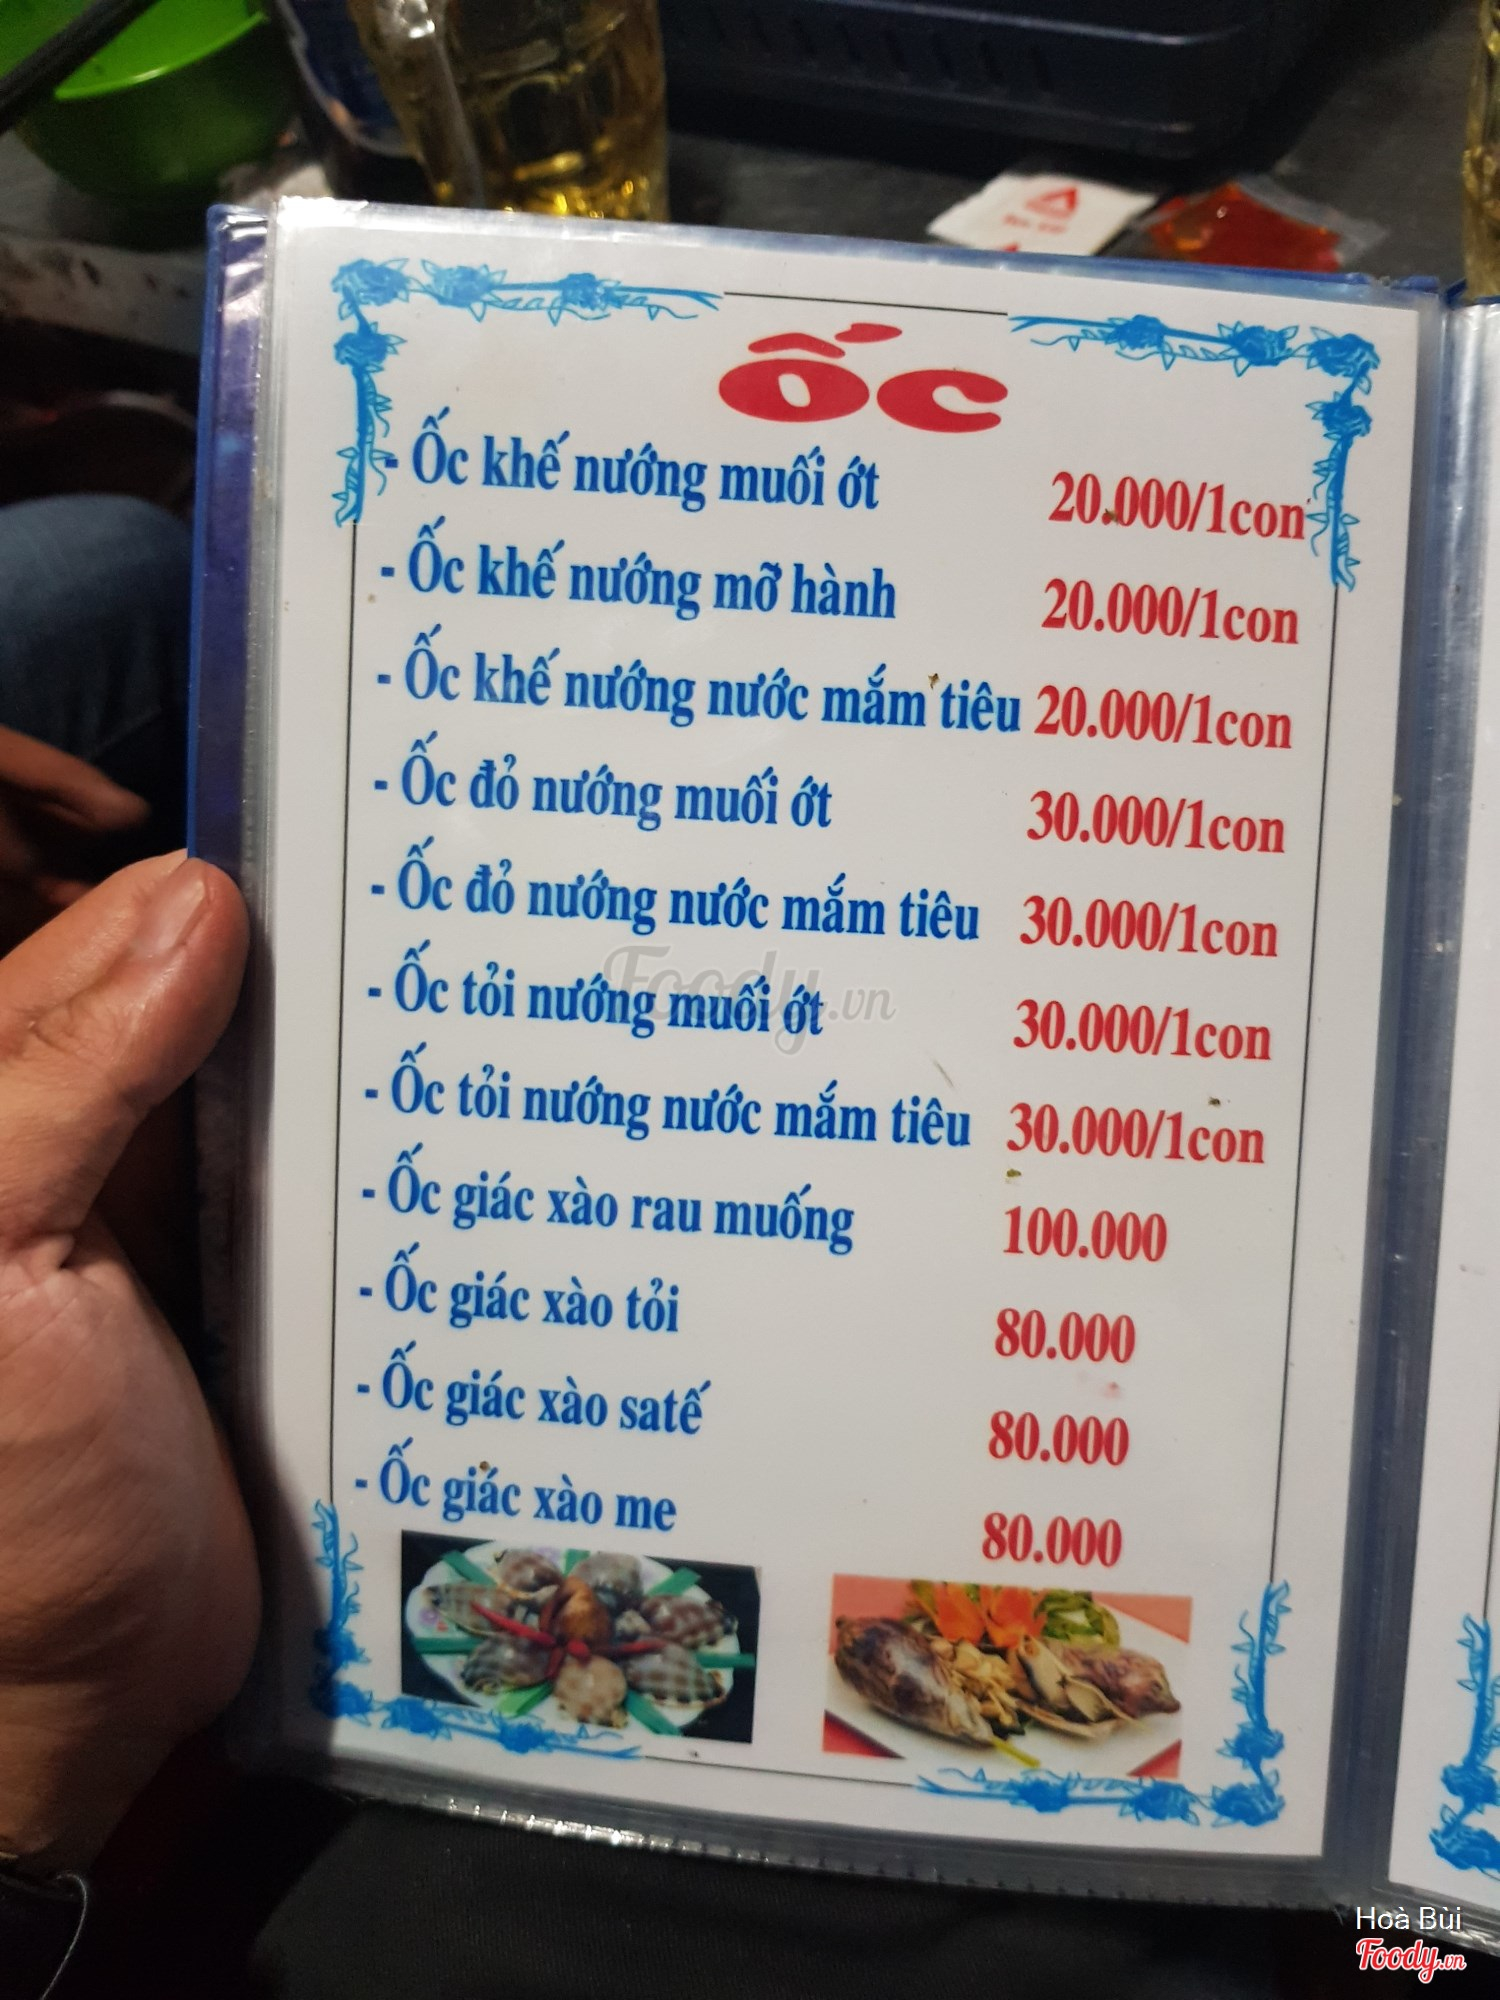 ốc
- Ốc khế nướng muối ớt 20.000/1con
- Ốc khế nướng mỡ hành 20.000/1con
- Ốc khế nướng nước mắm tiêu 20.000/1con
- Ốc đỏ nướng muối ớt 30.000/1con
- Ốc đỏ nướng nước mắm tiêu 30.000/1con
- Ốc tỏi nướng muối ớt 30.000/1con
- Ốc tỏi nướng nước mắm tiêu 30.000/1con
- Ốc giác xào rau muống 100.000
- Ốc giác xào tỏi 80.000
- Ốc giác xào satế 80.000
- Ốc giác xào me 80.000
Foody.vn
Hoà Bùi
Foody.vn